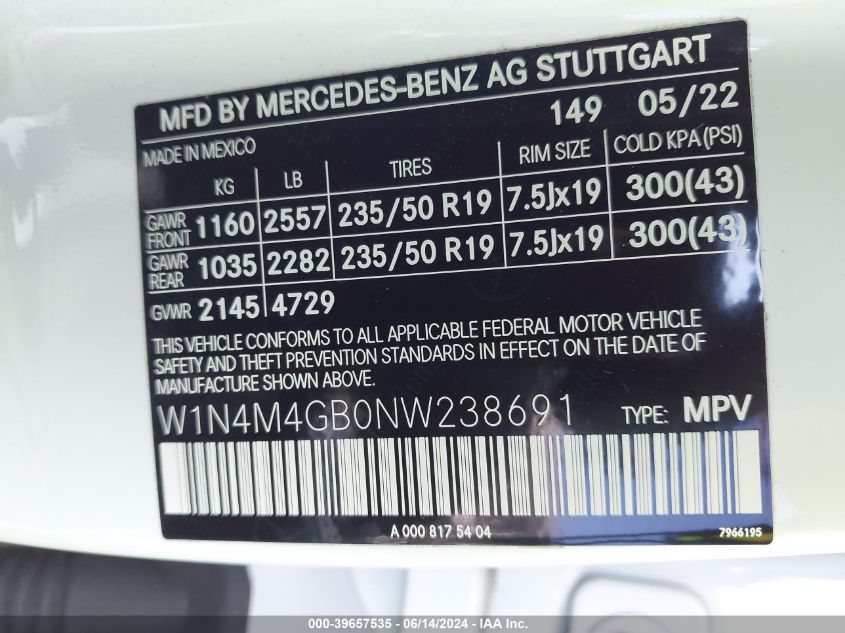 MFD BY MERCEDES-BENZ AG STUTTGART
149 05/22
MADE IN MEXICO
KG LB TIRES RIM SIZE COLD KPA(PSI)
GAWR FRONT 1160 2557 235/50 R19 7.5Jx19 300(43)
GAWR REAR 1035 2282 235/50 R19 7.5Jx19 300(43)
GVWR 2145 4729
THIS VEHICLE CONFORMS TO ALL APPLICABLE FEDERAL MOTOR VEHICLE
SAFETY AND THEFT PREVENTION STANDARDS IN EFFECT ON THE DATE OF
MANUFACTURE SHOWN ABOVE.
W1N4M4GB0NW238691 TYPE: MPV
A 000 817 54 04 7966195
000-39657535 - 06/14/2024 - IAA Inc.